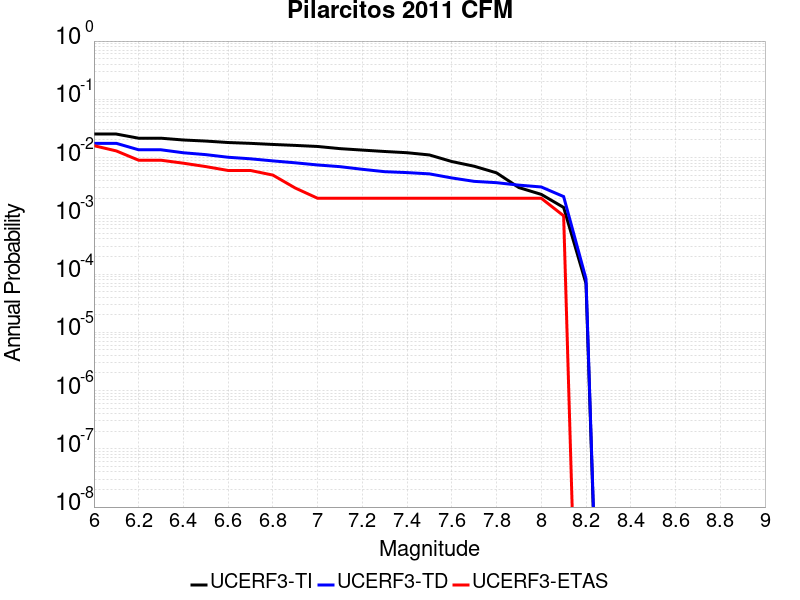 Pilarcitos 2011 CFM
10^0
10^-1
10^-2
10^-3
10^-4
10^-5
10^-6
10^-7
10^-8
Annual Probability
6 6.2 6.4 6.6 6.8 7 7.2 7.4 7.6 7.8 8 8.2 8.4 8.6 8.8 9
Magnitude
UCERF3-TI UCERF3-TD UCERF3-ETAS